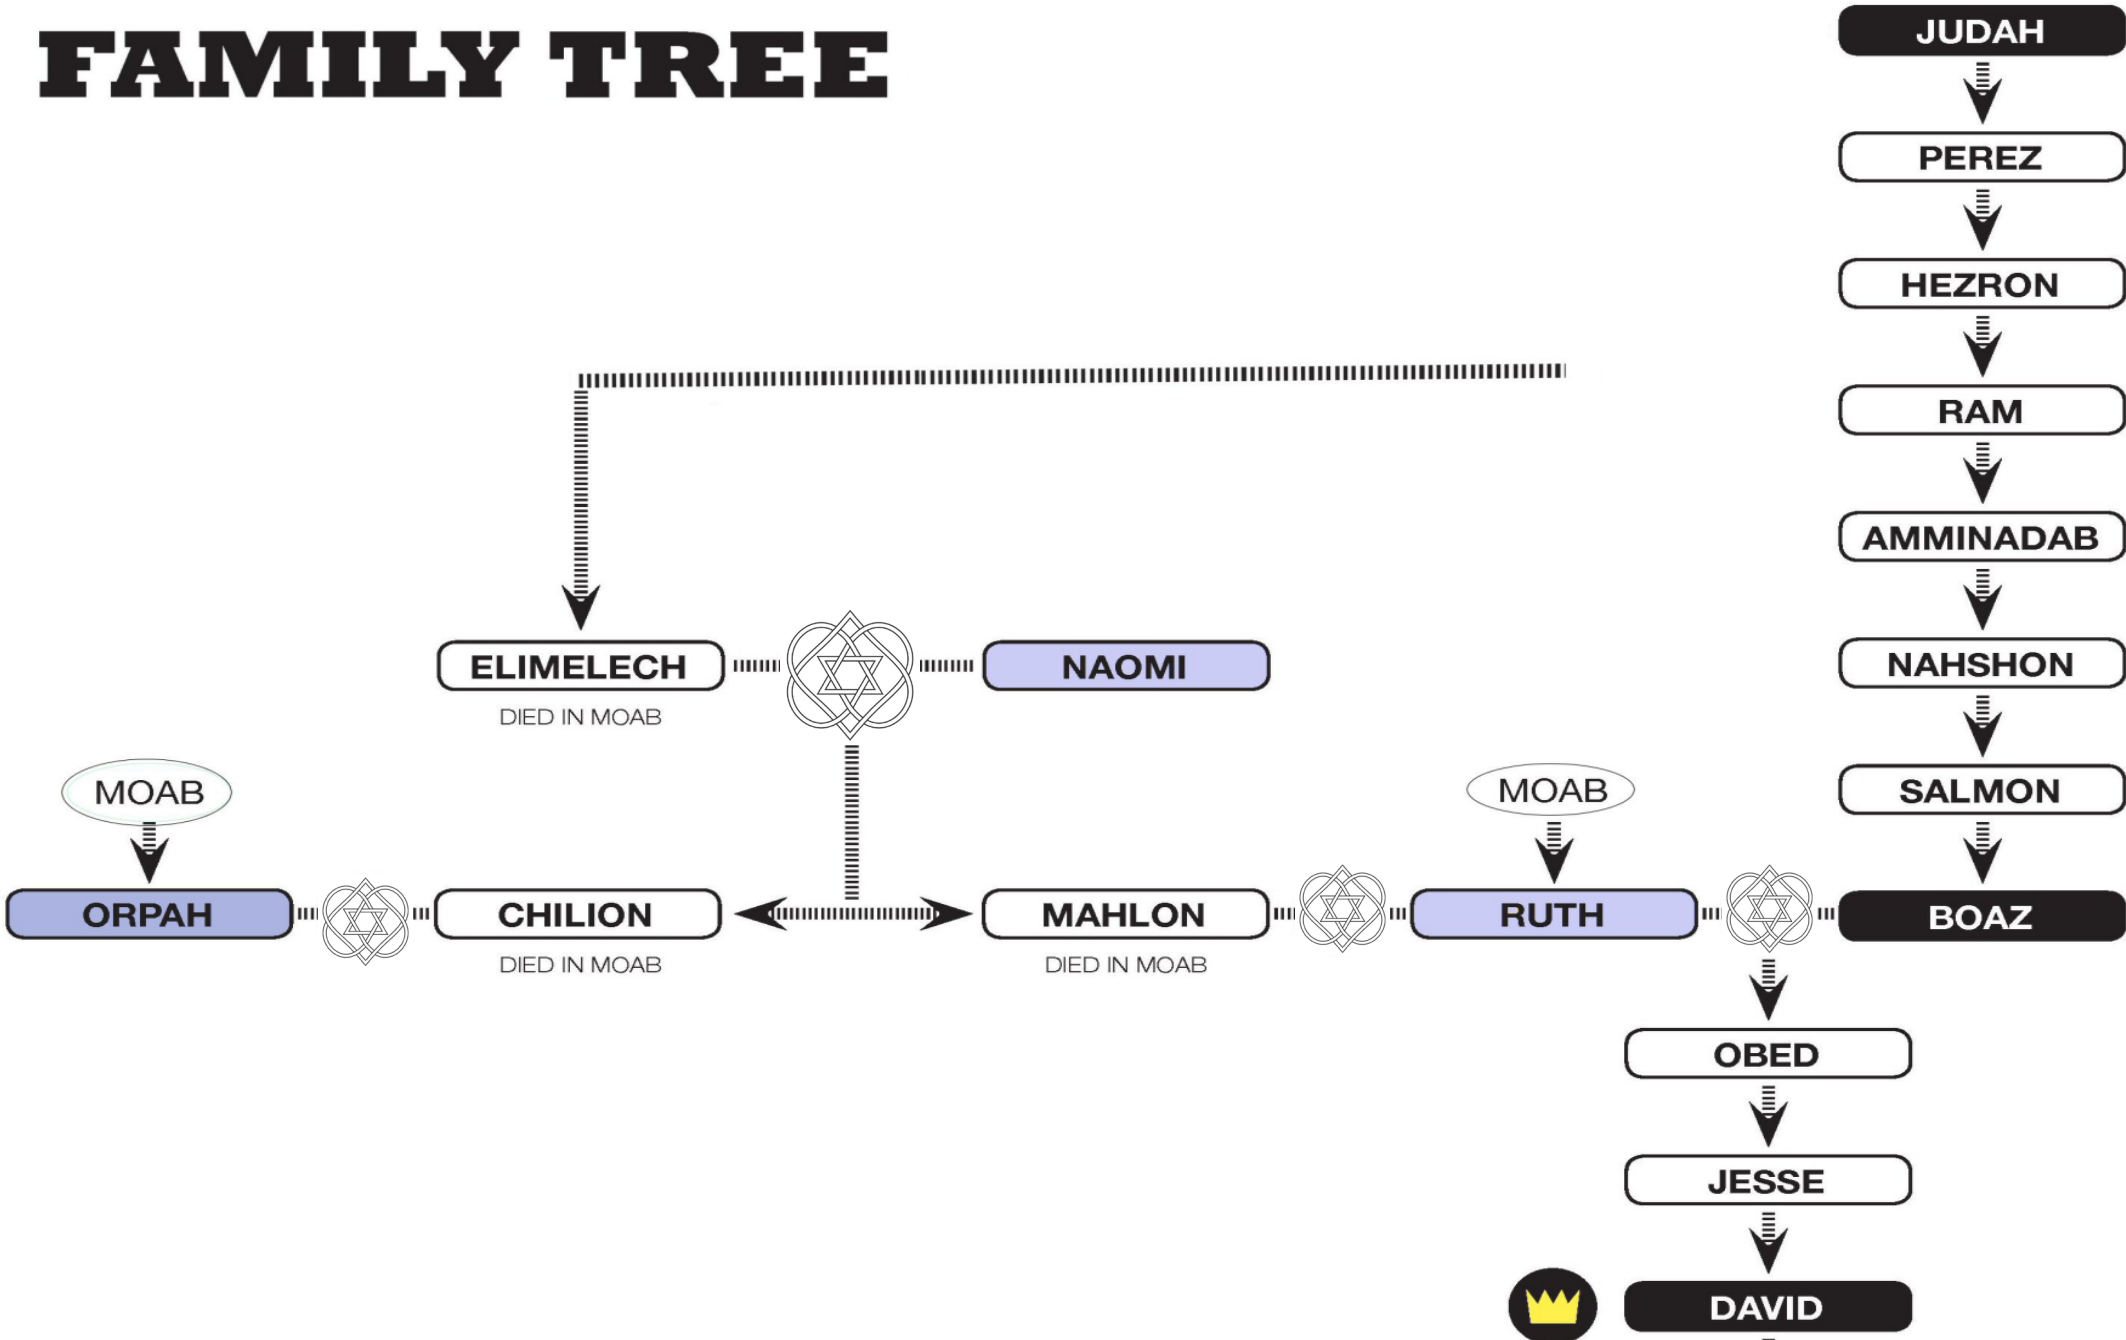 FAMILY TREE
JUDAH
PEREZ
HEZRON
RAM
AMMINADAB
NAHSHON
SALMON
ELIMELECH
NAOMI
DIED IN MOAB
MOAB
MOAB
ORPAH
CHILION
MAHLON
RUTH
BOAZ
DIED IN MOAB
DIED IN MOAB
OBED
JESSE
DAVID